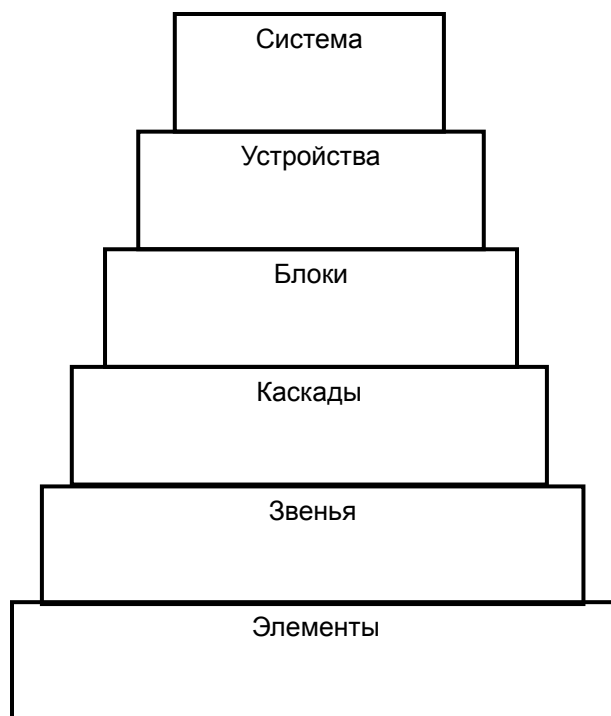 Система
Устройства
Блоки
Каскады
Звенья
Элементы